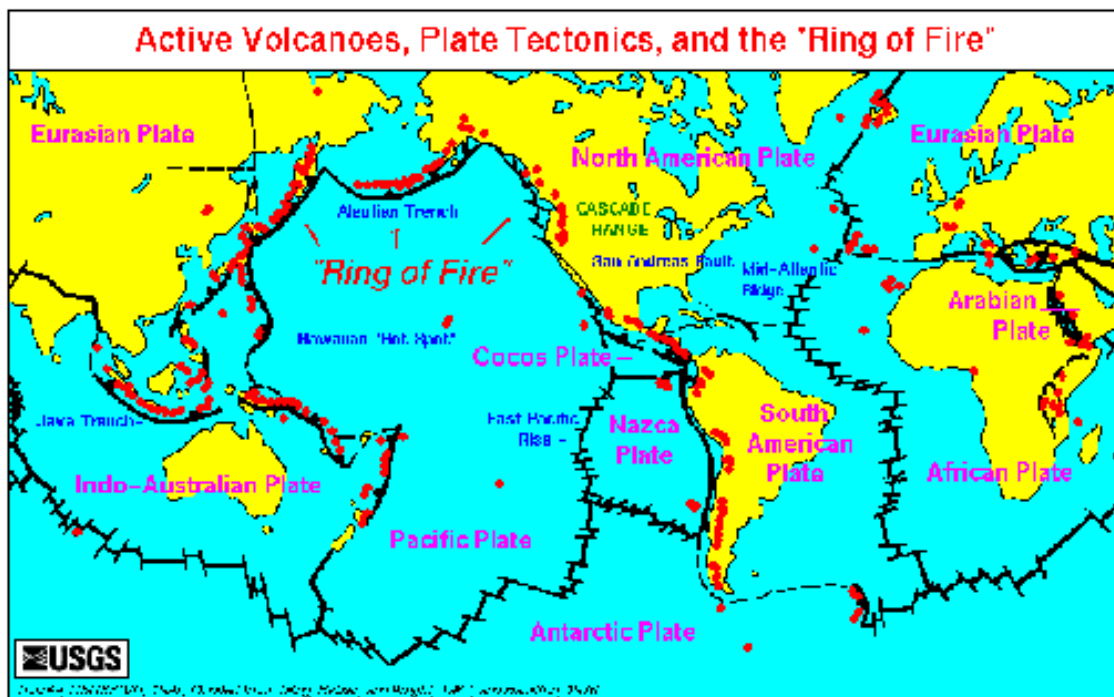 Active Volcanoes, Plate Tectonics, and the "Ring of Fire"
Eurasian Plate
North American Plate
Eurasian Plate
Aleutian Trench
CASCADE
RANGE
"Ring of Fire"
San Andreas Fault
Mid-Atlantic
Ridge
Arabian
Plate
Hawaiian "Hot Spot"
Cocos Plate
Java Trench
East Pacific
Rise
Nazca
Plate
South
American
Plate
Indo-Australian Plate
African Plate
Pacific Plate
Antarctic Plate
USGS